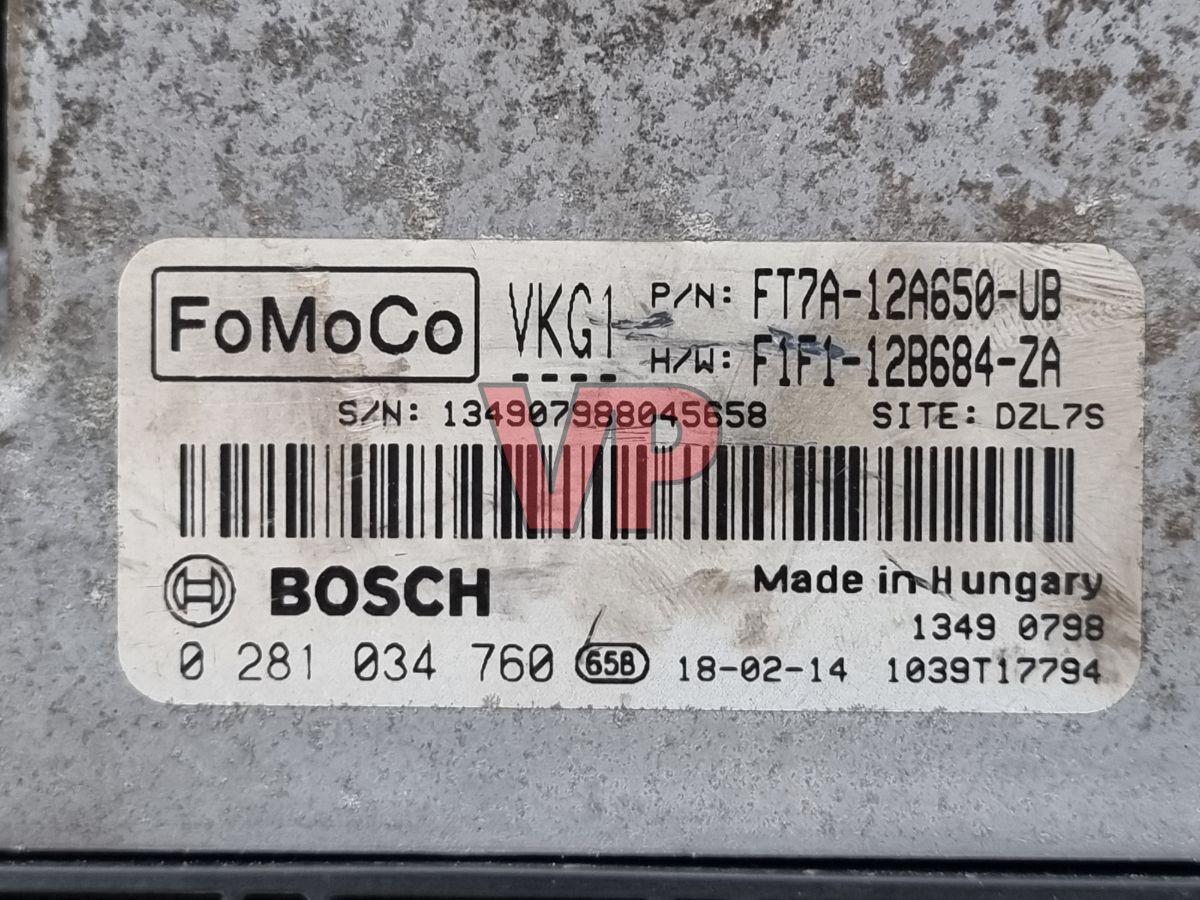 FoMoCo VKG1 P/N: FT7A-12A650-UB
H/W: F1F1-12B684-ZA
S/N: 134907988045658 SITE: DZL7S
VP
BOSCH Made in Hungary
1349 0798
0 281 034 760 65B 18-02-14 1039T17794